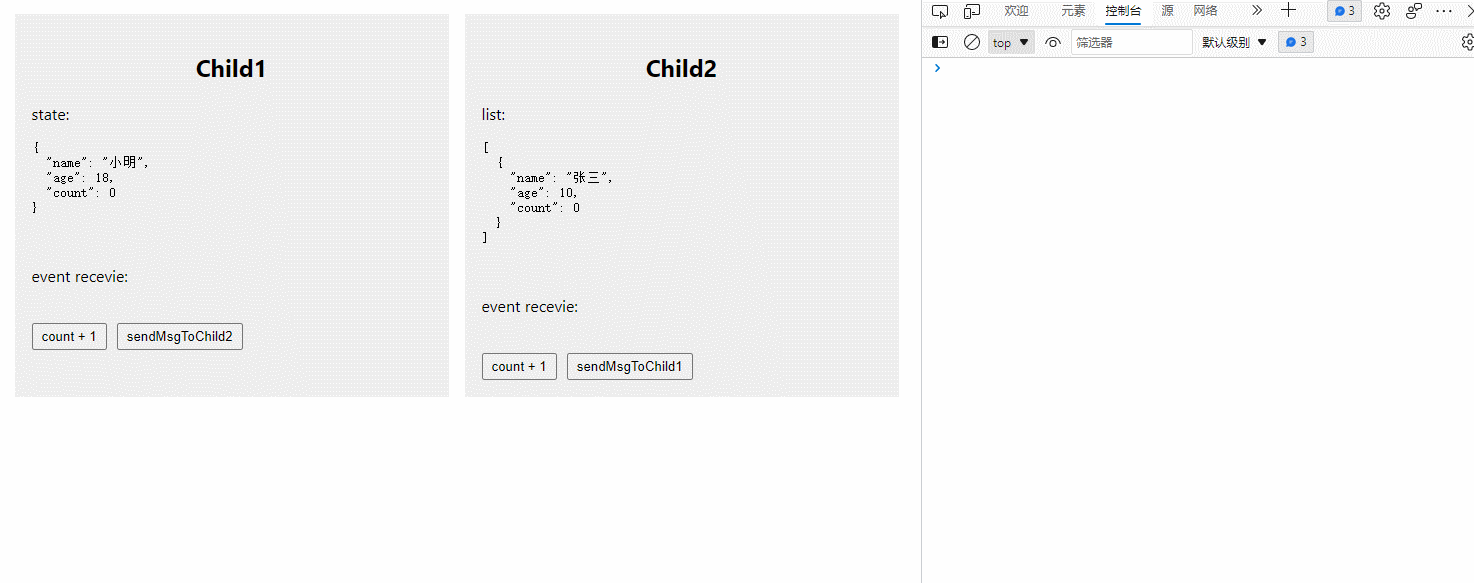 Child1
state:
{
  "name": "小明",
  "age": 18,
  "count": 0
}
event recevie:
count + 1 sendMsgToChild2
Child2
list:
[
  {
    "name": "张三",
    "age": 10,
    "count": 0
  }
]
event recevie:
count + 1 sendMsgToChild1
欢迎 元素 控制台 源 网络 3
top 筛选器 默认级别 3